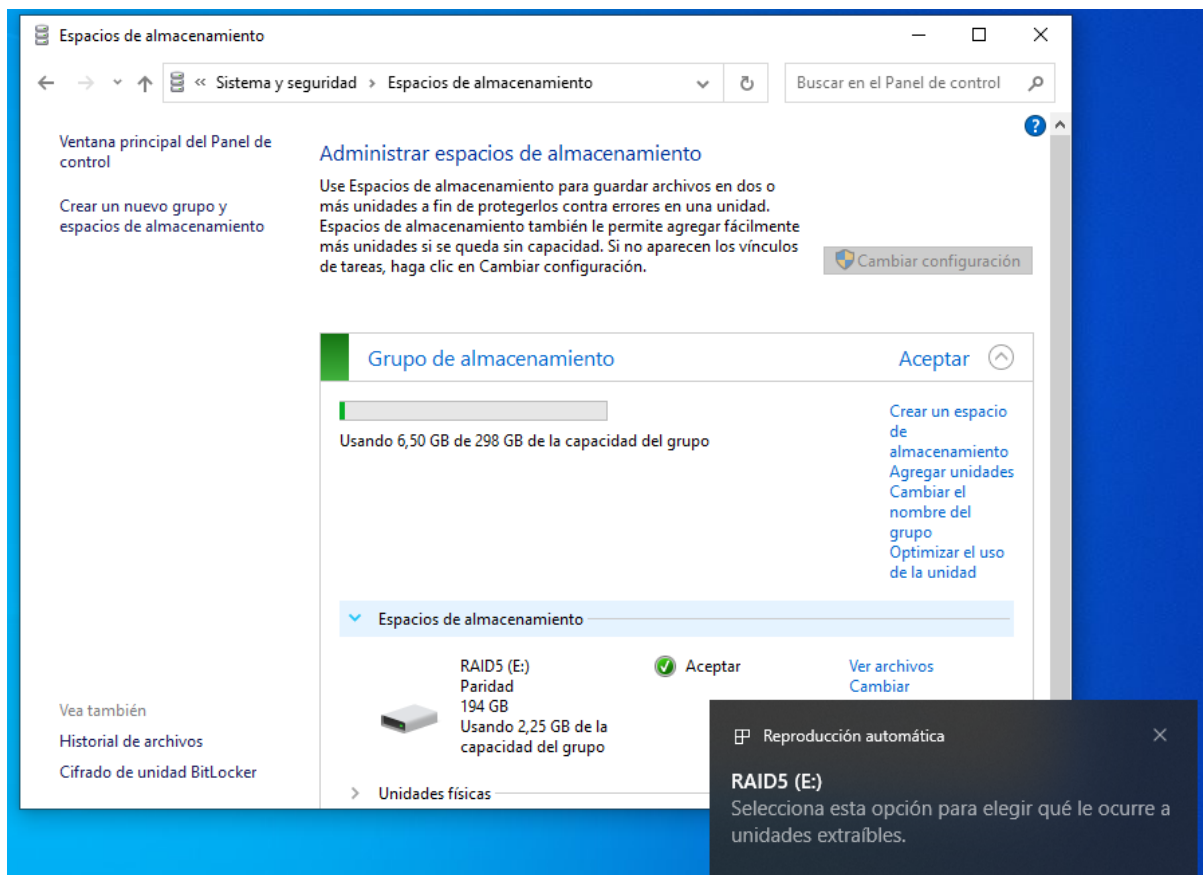 Espacios de almacenamiento
« Sistema y seguridad > Espacios de almacenamiento
Buscar en el Panel de control
Ventana principal del Panel de
control
Crear un nuevo grupo y
espacios de almacenamiento
Administrar espacios de almacenamiento
Use Espacios de almacenamiento para guardar archivos en dos o
más unidades a fin de protegerlos contra errores en una unidad.
Espacios de almacenamiento también le permite agregar fácilmente
más unidades si se queda sin capacidad. Si no aparecen los vínculos
de tareas, haga clic en Cambiar configuración.
Cambiar configuración
Grupo de almacenamiento
Aceptar
Usando 6,50 GB de 298 GB de la capacidad del grupo
Crear un espacio
de
almacenamiento
Agregar unidades
Cambiar el
nombre del
grupo
Optimizar el uso
de la unidad
Espacios de almacenamiento
RAID5 (E:)
Paridad
194 GB
Usando 2,25 GB de la
capacidad del grupo
Aceptar
Ver archivos
Cambiar
Unidades físicas
Vea también
Historial de archivos
Cifrado de unidad BitLocker
Reproducción automática
RAID5 (E:)
Selecciona esta opción para elegir qué le ocurre a
unidades extraíbles.